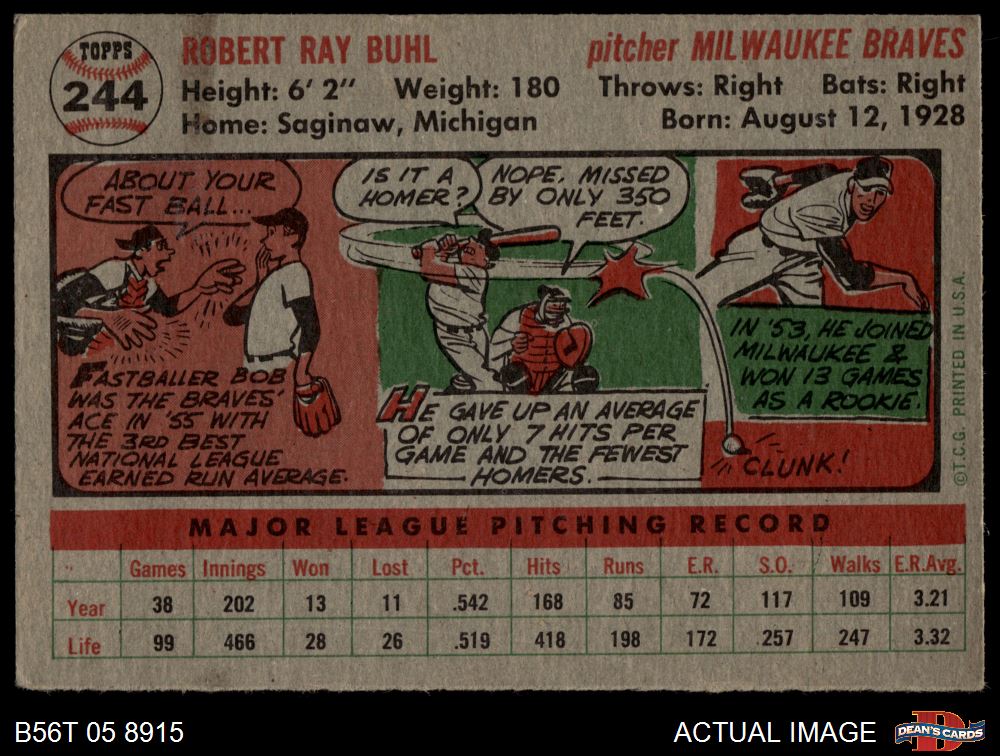 TOPPS
244
ROBERT RAY BUHL
pitcher MILWAUKEE BRAVES
Height: 6' 2" Weight: 180 Throws: Right Bats: Right
Home: Saginaw, Michigan Born: August 12, 1928
ABOUT YOUR
FAST BALL...
FASTBALLER BOB
WAS THE BRAVES'
ACE IN '55 WITH
THE 3RD BEST
NATIONAL LEAGUE
EARNED RUN AVERAGE.
IS IT A
HOMER?
NOPE, MISSED
BY ONLY 350
FEET.
HE GAVE UP AN AVERAGE
OF ONLY 7 HITS PER
GAME AND THE FEWEST
HOMERS.
IN '53, HE JOINED
MILWAUKEE &
WON 13 GAMES
AS A ROOKIE.
CLUNK!
©T.C.G. PRINTED IN U.S.A.
MAJOR LEAGUE PITCHING RECORD
Games Innings Won Lost Pct. Hits Runs E.R. S.O. Walks E.R.Avg.
Year 38 202 13 11 .542 168 85 72 117 109 3.21
Life 99 466 28 26 .519 418 198 172 257 247 3.32
B56T 05 8915
ACTUAL IMAGE
DEAN'S CARDS